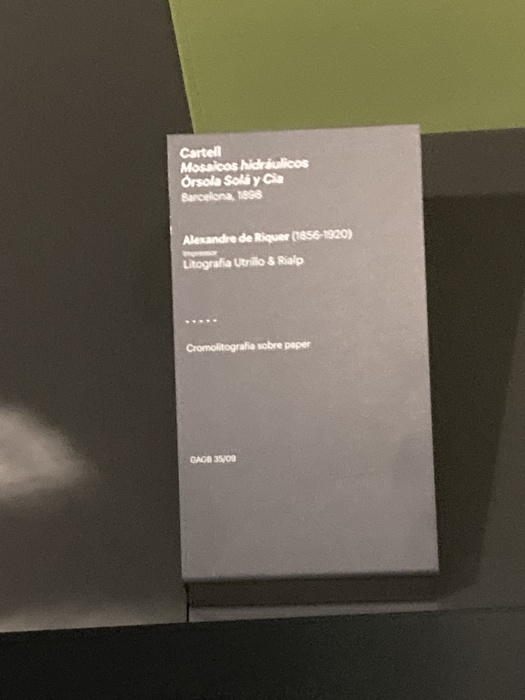 Cartell
Mosaicos hidráulicos
Órsola Solá y Cia
Barcelona, 1898
Alexandre de Riquer (1856-1920)
Impressor
Litografia Utrillo & Rialp
.....
Cromolitografia sobre paper
GAGB 35/09